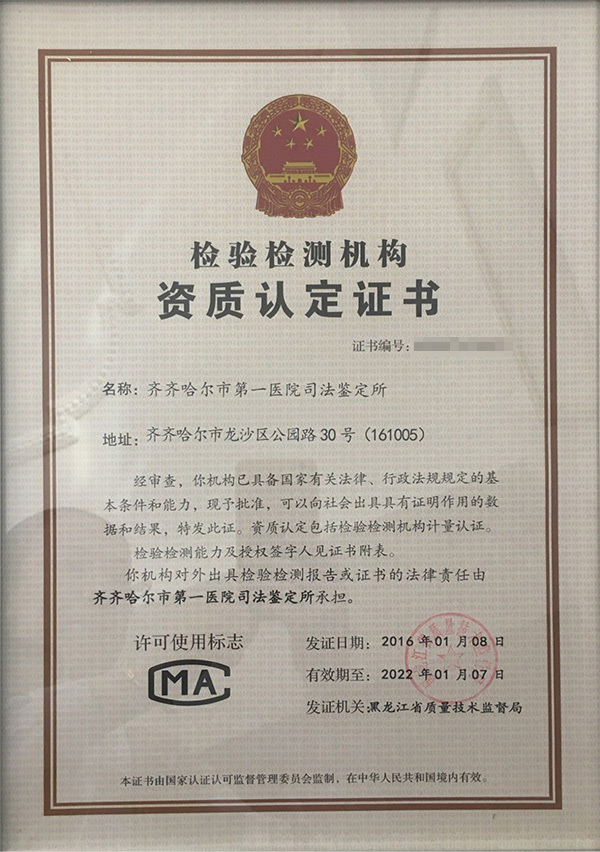 检验检测机构
资质认定证书
证书编号：
名称：齐齐哈尔市第一医院司法鉴定所
地址：齐齐哈尔市龙沙区公园路30号（161005）
经审查，你机构已具备国家有关法律、行政法规规定的基
本条件和能力，现予批准，可以向社会出具具有证明作用的数
据和结果，特发此证。资质认定包括检验检测机构计量认证。
检验检测能力及授权签字人见证书附表。
你机构对外出具检验检测报告或证书的法律责任由
齐齐哈尔市第一医院司法鉴定所承担。
许可使用标志
CMA
发证日期：2016年01月08日
有效期至：2022年01月07日
发证机关：黑龙江省质量技术监督局
本证书由国家认证认可监督管理委员会监制，在中华人民共和国境内有效。